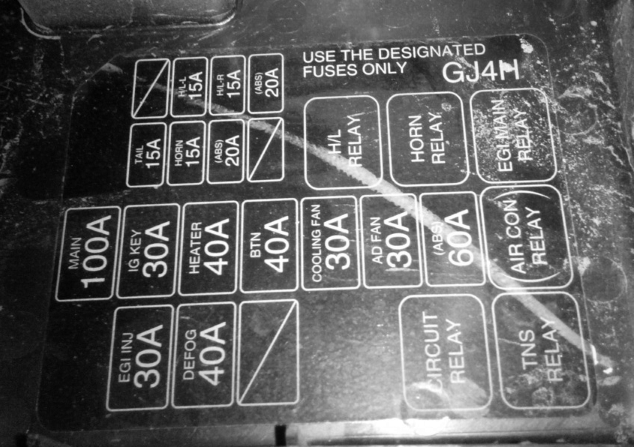 USE THE DESIGNATED
FUSES ONLY
GJ4H
H/L-L
15A
H/L-R
15A
(ABS)
20A
TAIL
15A
HORN
15A
(ABS)
20A
H/L
RELAY
HORN
RELAY
EGI MAIN
RELAY
MAIN
100A
IG KEY
30A
HEATER
40A
BTN
40A
COOLING FAN
30A
AD FAN
30A
(ABS)
60A
AIR CON
RELAY
EGI INJ
30A
DEFOG
40A
CIRCUIT
RELAY
TNS
RELAY